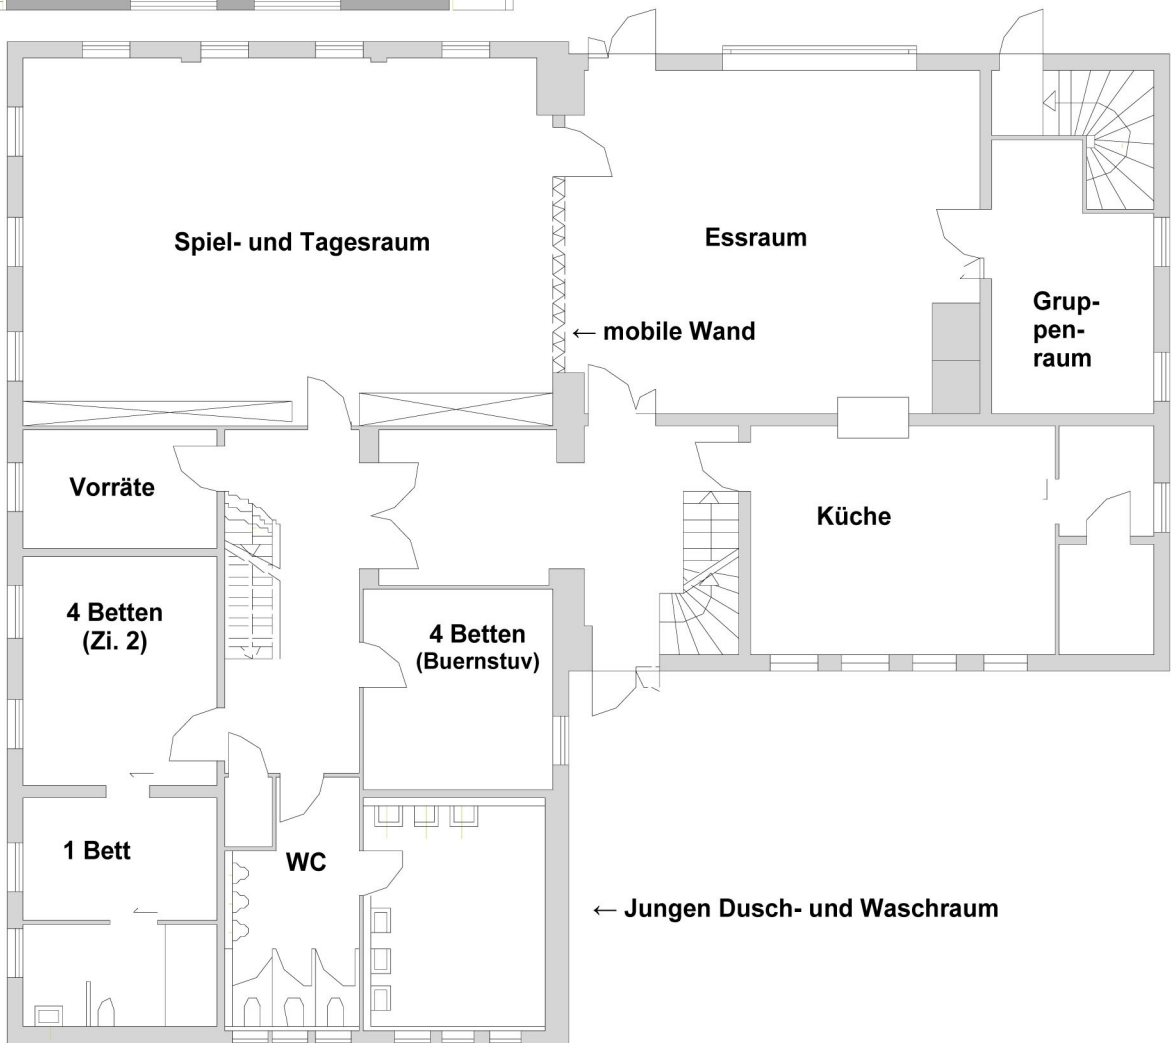 Spiel- und Tagesraum
Essraum
← mobile Wand
Grup-
pen-
raum
Vorräte
Küche
4 Betten
(Zi. 2)
4 Betten
(Buernstuv)
1 Bett
WC
← Jungen Dusch- und Waschraum